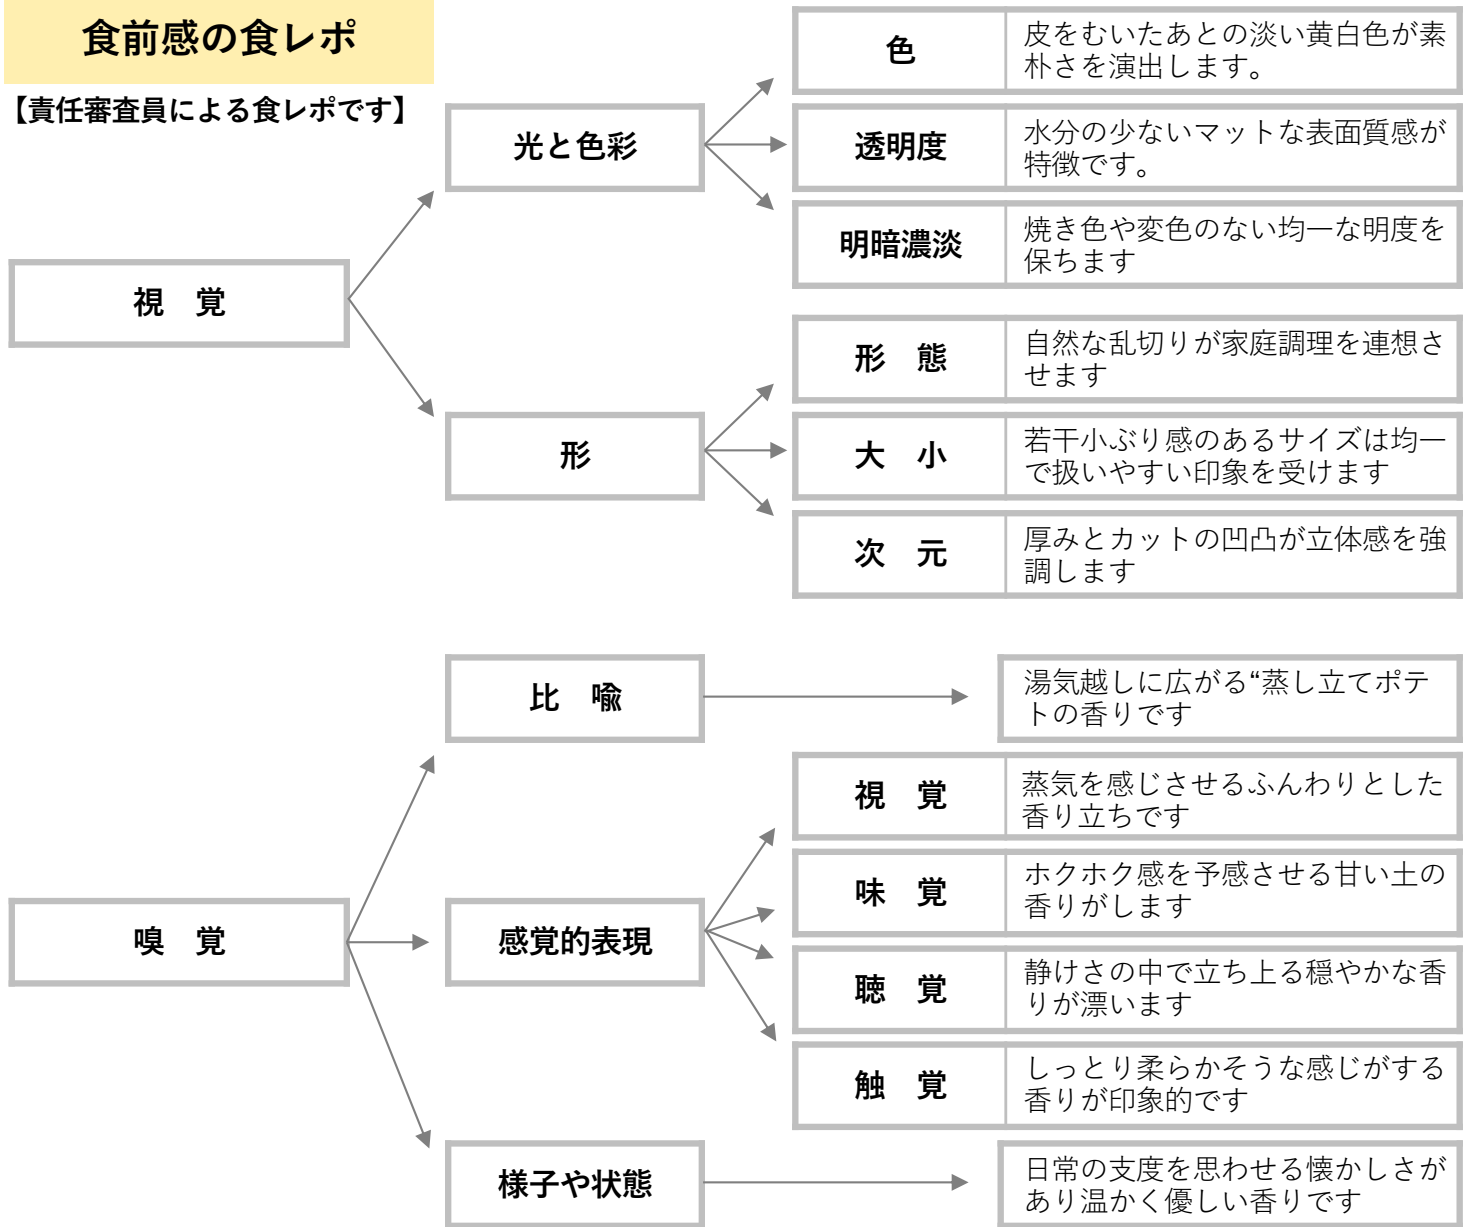 食前感の食レポ
【責任審査員による食レポです】
視　覚
光と色彩
色
皮をむいたあとの淡い黄白色が素
朴さを演出します。
透明度
水分の少ないマットな表面質感が
特徴です。
明暗濃淡
焼き色や変色のない均一な明度を
保ちます
形
形　態
自然な乱切りが家庭調理を連想さ
せます
大　小
若干小ぶり感のあるサイズは均一
で扱いやすい印象を受けます
次　元
厚みとカットの凹凸が立体感を強
調します
嗅　覚
比　喩
湯気越しに広がる“蒸し立てポテ
トの香りです
感覚的表現
視　覚
蒸気を感じさせるふんわりとした
香り立ちです
味　覚
ホクホク感を予感させる甘い土の
香りがします
聴　覚
静けさの中で立ち上る穏やかな香
りが漂います
触　覚
しっとり柔らかそうな感じがする
香りが印象的です
様子や状態
日常の支度を思わせる懐かしさが
あり温かく優しい香りです